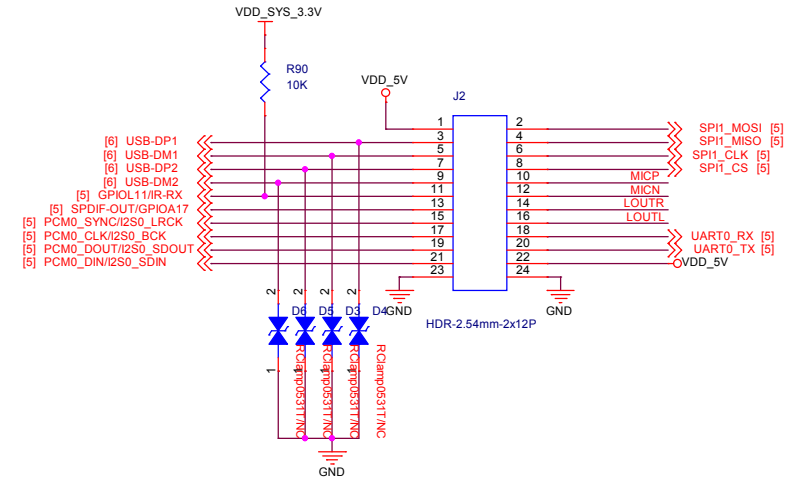 VDD_SYS_3.3V
R90
10K
VDD_5V
J2
1 2
3 4
5 6
7 8
9 10
11 12
13 14
15 16
17 18
19 20
21 22
23 24
[6] USB-DP1
[6] USB-DM1
[6] USB-DP2
[6] USB-DM2
[5] GPIOL11/IR-RX
[5] SPDIF-OUT/GPIOA17
[5] PCM0_SYNC/I2S0_LRCK
[5] PCM0_CLK/I2S0_BCK
[5] PCM0_DOUT/I2S0_SDOUT
[5] PCM0_DIN/I2S0_SDIN
SPI1_MOSI [5]
SPI1_MISO [5]
SPI1_CLK [5]
SPI1_CS [5]
MICP
MICN
LOUTR
LOUTL
UART0_RX [5]
UART0_TX [5]
VDD_5V
GND
GND
HDR-2.54mm-2x12P
2 2 2 2
D6 D5 D3 D4
1 1 1 1
RClamp0531T/NC
RClamp0531T/NC
RClamp0531T/NC
RClamp0531T/NC
GND